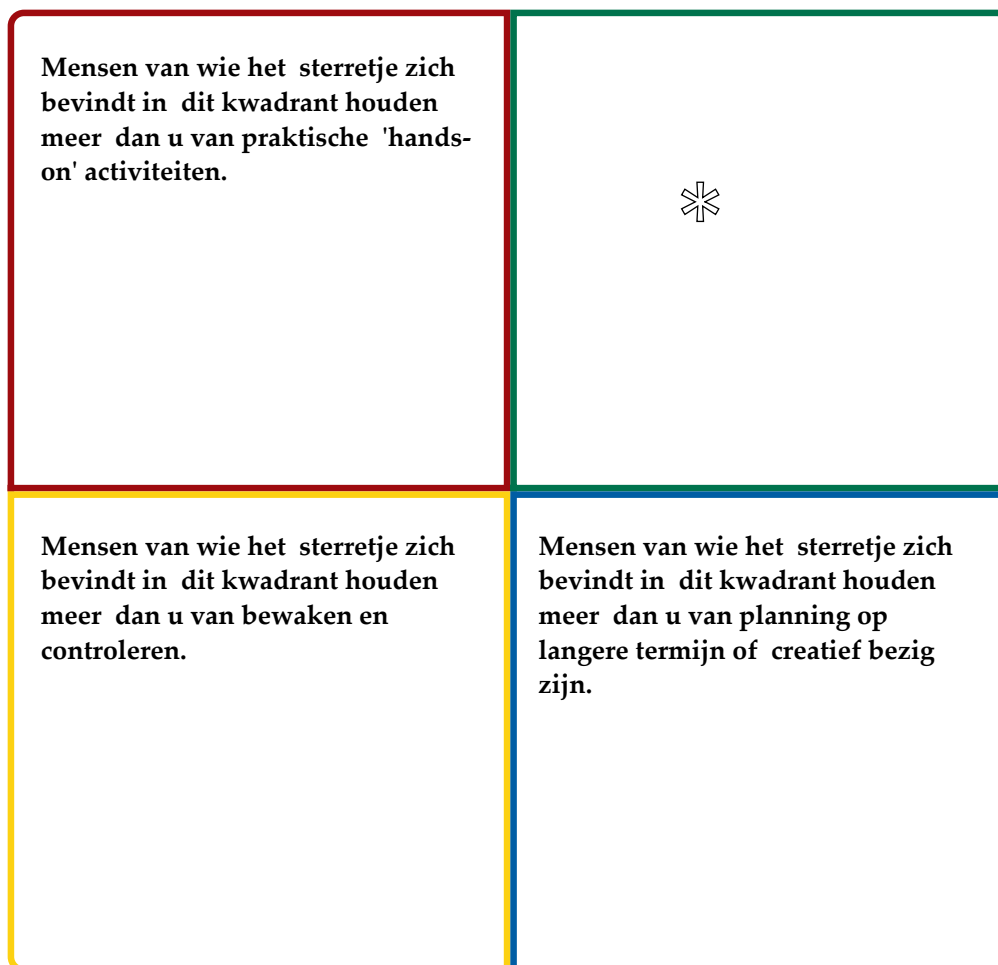 Mensen van wie het sterretje zich
bevindt in dit kwadrant houden
meer dan u van praktische 'hands-
on' activiteiten.
Mensen van wie het sterretje zich
bevindt in dit kwadrant houden
meer dan u van bewaken en
controleren.
Mensen van wie het sterretje zich
bevindt in dit kwadrant houden
meer dan u van planning op
langere termijn of creatief bezig
zijn.